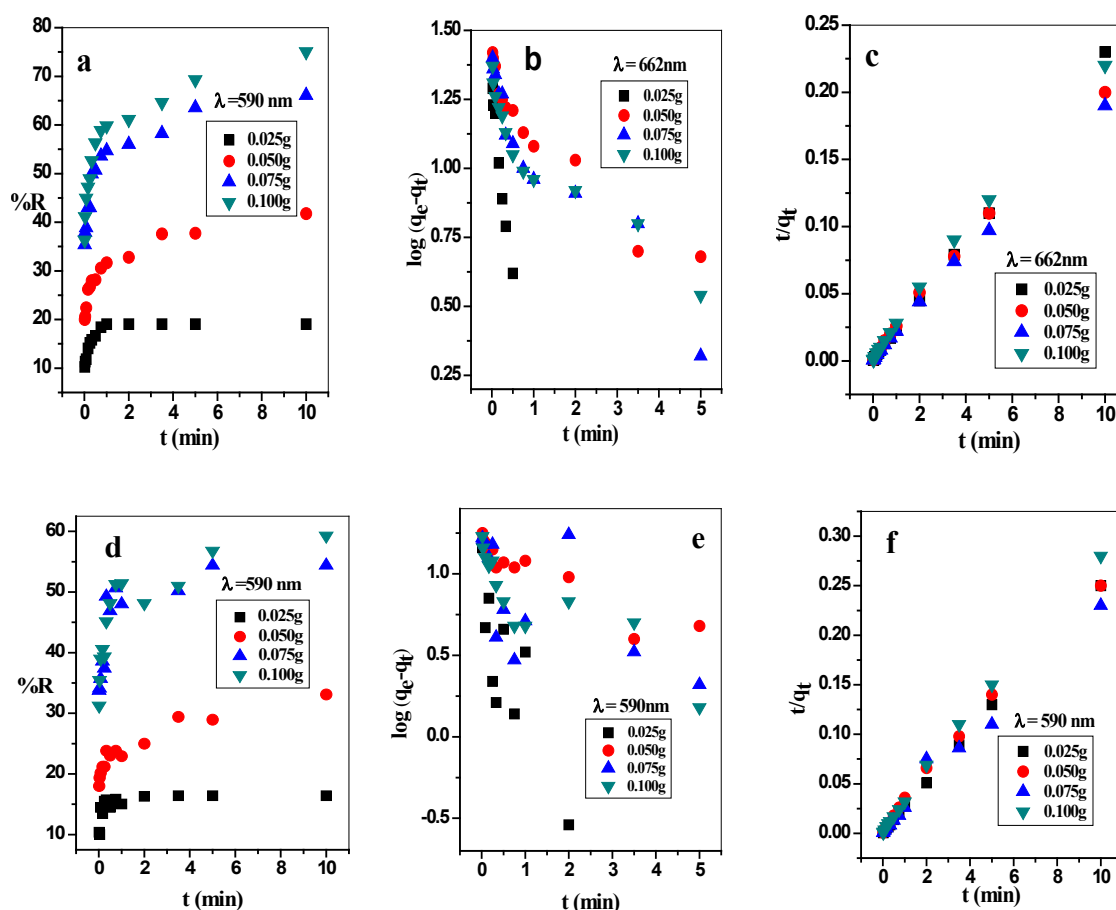 a
λ=590 nm
0.025g
0.050g
0.075g
0.100g
80
70
60
50
40
30
20
10
%R
0 2 4 6 8 10
t (min)
b
λ= 662nm
0.025g
0.050g
0.075g
0.100g
1.50
1.25
1.00
0.75
0.50
0.25
log (qe-qt)
0 1 2 3 4 5
t (min)
c
λ= 662nm
0.025g
0.050g
0.075g
0.100g
0.25
0.20
0.15
0.10
0.05
0.00
t/qt
0 2 4 6 8 10
t (min)
d
λ=590 nm
0.025g
0.050g
0.075g
0.100g
60
50
40
30
20
10
%R
0 2 4 6 8 10
t (min)
e
λ= 590nm
0.025g
0.050g
0.075g
0.100g
1.0
0.5
0.0
-0.5
log (qe-qt)
0 1 2 3 4 5
t (min)
f
λ= 590 nm
0.025g
0.050g
0.075g
0.100g
0.30
0.25
0.20
0.15
0.10
0.05
0.00
t/qt
0 2 4 6 8 10
t (min)